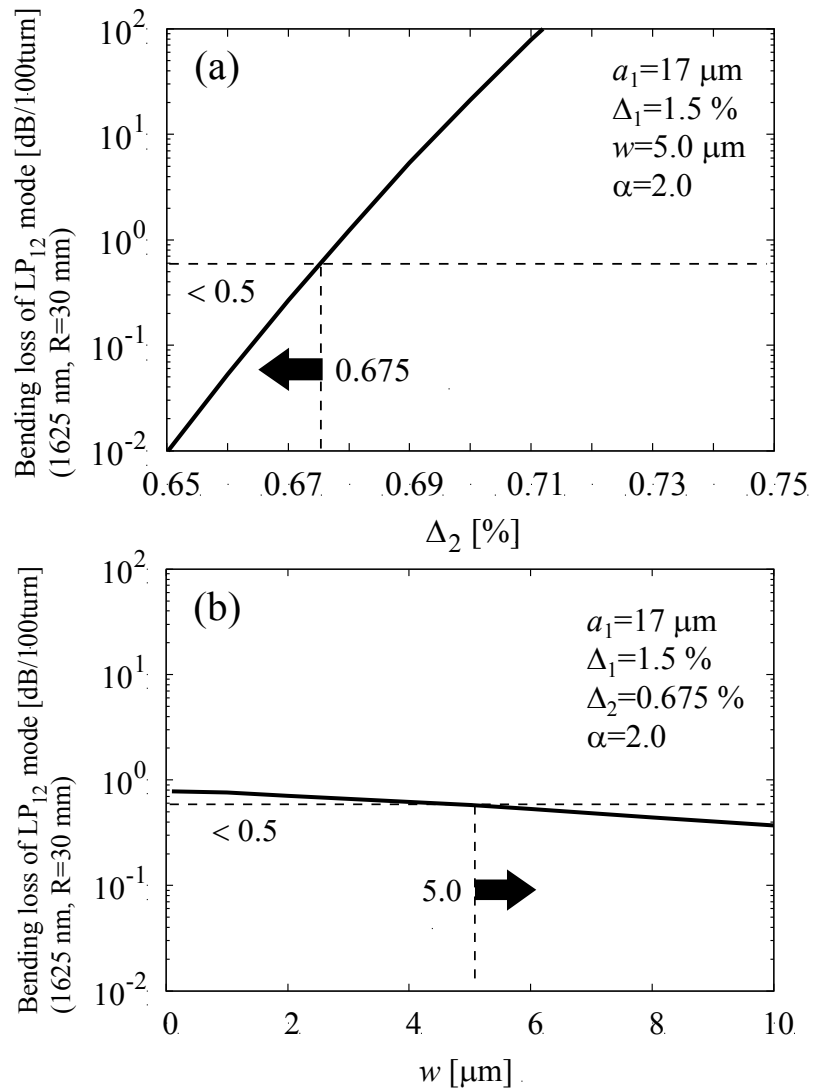 (a)
a₁=17 μm
Δ₁=1.5 %
w=5.0 μm
α=2.0
Bending loss of LP₁₂ mode [dB/100turn]
(1625 nm, R=30 mm)
10²
10¹
10⁰
10⁻¹
10⁻²
< 0.5
0.675
0.65 0.67 0.69 0.71 0.73 0.75
Δ₂ [%]
(b)
a₁=17 μm
Δ₁=1.5 %
Δ₂=0.675 %
α=2.0
Bending loss of LP₁₂ mode [dB/100turn]
(1625 nm, R=30 mm)
10²
10¹
10⁰
10⁻¹
10⁻²
< 0.5
5.0
0 2 4 6 8 10
w [μm]